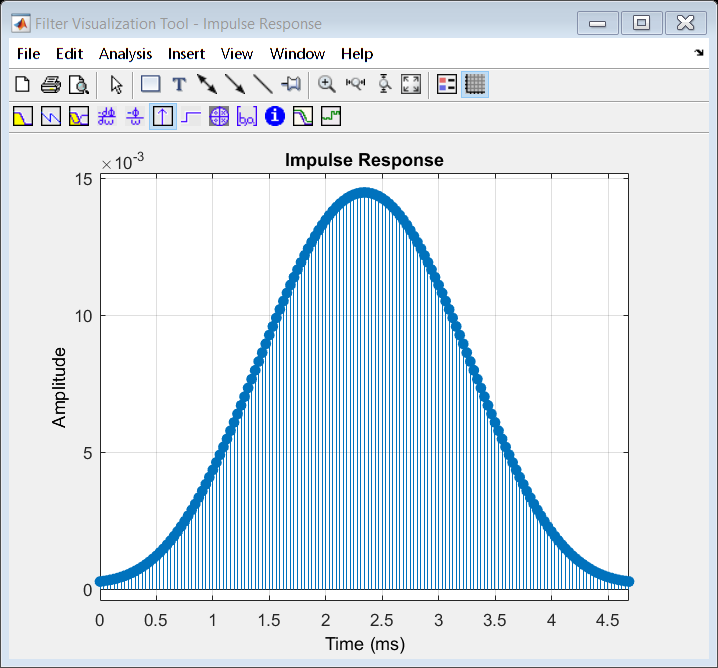 Filter Visualization Tool - Impulse Response
File Edit Analysis Insert View Window Help
T
[b,a]
i
×10-3
Impulse Response
15
10
5
0
Amplitude
0 0.5 1 1.5 2 2.5 3 3.5 4 4.5
Time (ms)